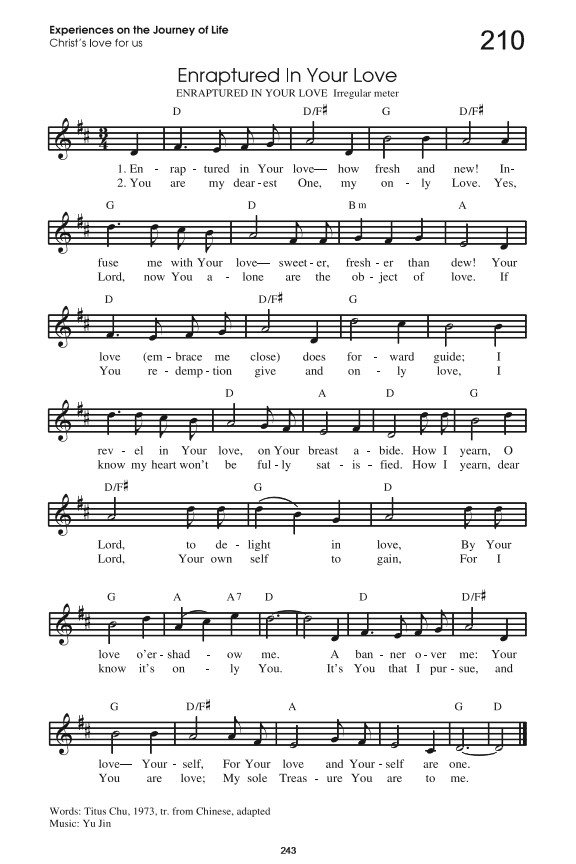 Experiences on the Journey of Life
Christ's love for us
210
Enraptured In Your Love
ENRAPTURED IN YOUR LOVE Irregular meter
D D/F♯ G D D/F♯
3
4
1. En - rap - tured in Your love— how fresh and new! In-
2. You are my dear-est One, my on - ly Love. Yes,
G D Bm A
fuse me with Your love— sweet-er, fresh-er than dew! Your
Lord, now You a - lone are the ob - ject of love. If
D D/F♯ G
love (em - brace me close) does for - ward guide; I
You re - demp - tion give and on - ly love, I
D A D G
rev - el in Your love, on Your breast a - bide. How I yearn, O
know my heart won't be ful - ly sat - is - fied. How I yearn, dear
D/F♯ G D
Lord, to de - light in love, By Your
Lord, Your own self to gain, For I
G A A7 D D/F♯
love o'er-shad - ow me. A ban - ner o - ver me: Your
know it's on - ly You. It's You that I pur - sue, and
G D/F♯ A G D
love— Your - self, For Your love and Your-self are one.
You are love; My sole Treas - ure You are to me.
Words: Titus Chu, 1973, tr. from Chinese, adapted
Music: Yu Jin
243